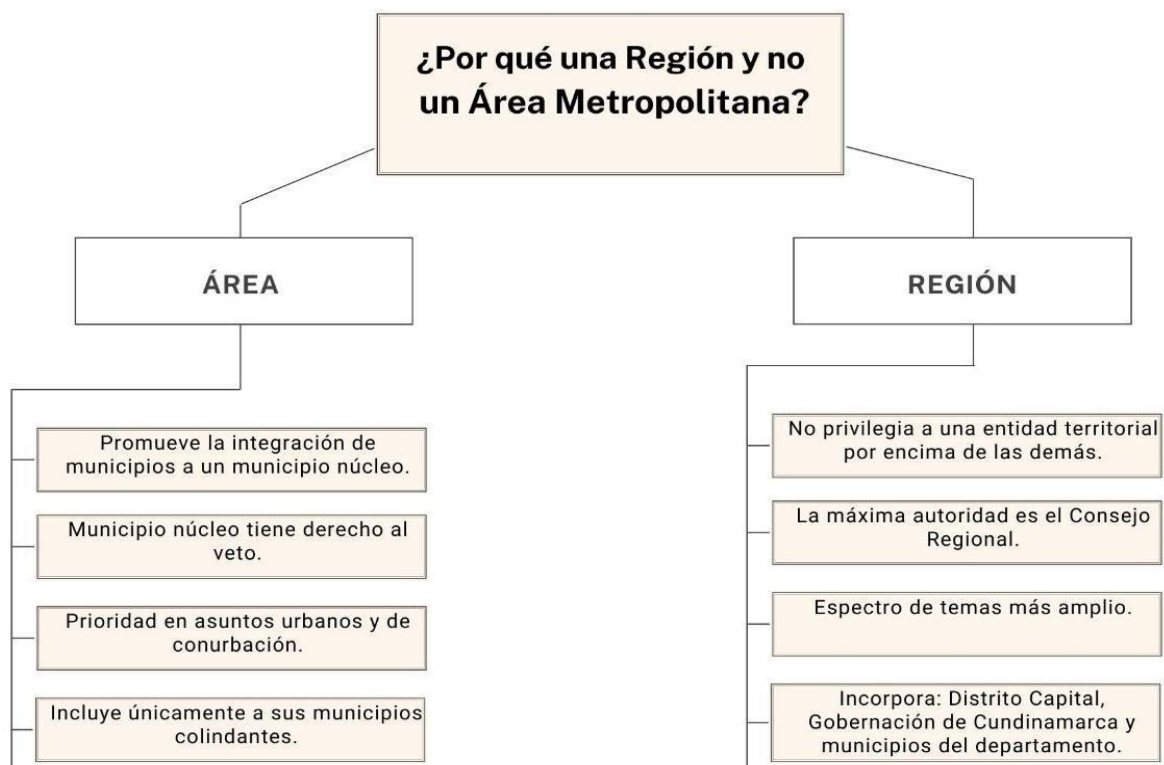 ¿Por qué una Región y no
un Área Metropolitana?
ÁREA
Promueve la integración de
municipios a un municipio núcleo.
Municipio núcleo tiene derecho al
veto.
Prioridad en asuntos urbanos y de
conurbación.
Incluye únicamente a sus municipios
colindantes.
REGIÓN
No privilegia a una entidad territorial
por encima de las demás.
La máxima autoridad es el Consejo
Regional.
Espectro de temas más amplio.
Incorpora: Distrito Capital,
Gobernación de Cundinamarca y
municipios del departamento.